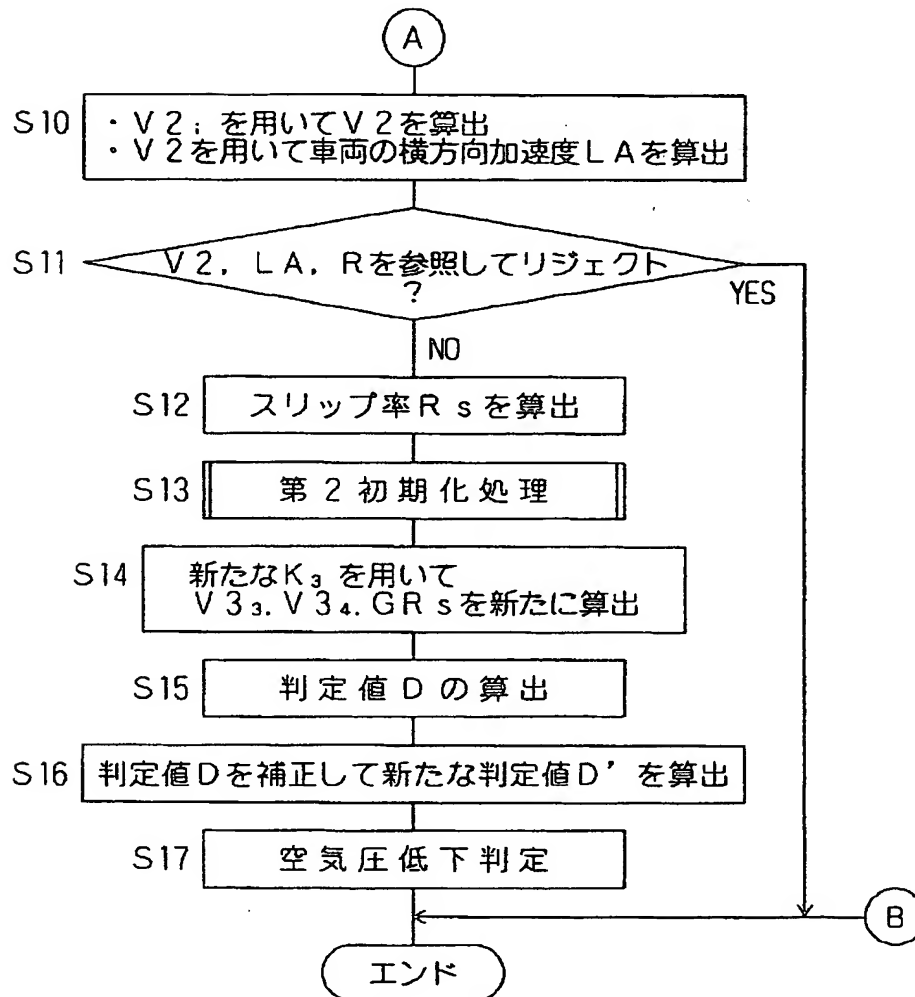 A
S10
・V2ᵢを用いてV2を算出
・V2を用いて車両の横方向加速度LAを算出
S11
V2，LA，Rを参照してリジェクト
?
YES
NO
S12
スリップ率Rsを算出
S13
第2初期化処理
S14
新たなK₃を用いて
V3₃.V3₄.GRsを新たに算出
S15
判定値Dの算出
S16
判定値Dを補正して新たな判定値D’を算出
S17
空気圧低下判定
B
エンド